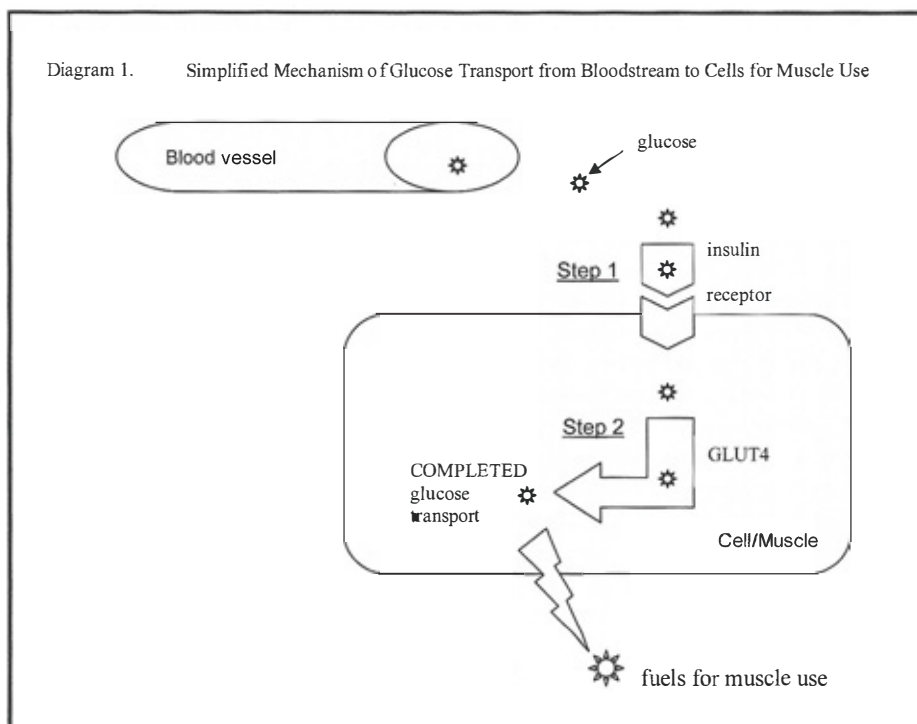 Diagram 1. Simplified Mechanism of Glucose Transport from Bloodstream to Cells for Muscle Use
Blood vessel
glucose
insulin
Step 1
receptor
Step 2
GLUT4
COMPLETED
glucose
transport
Cell/Muscle
fuels for muscle use